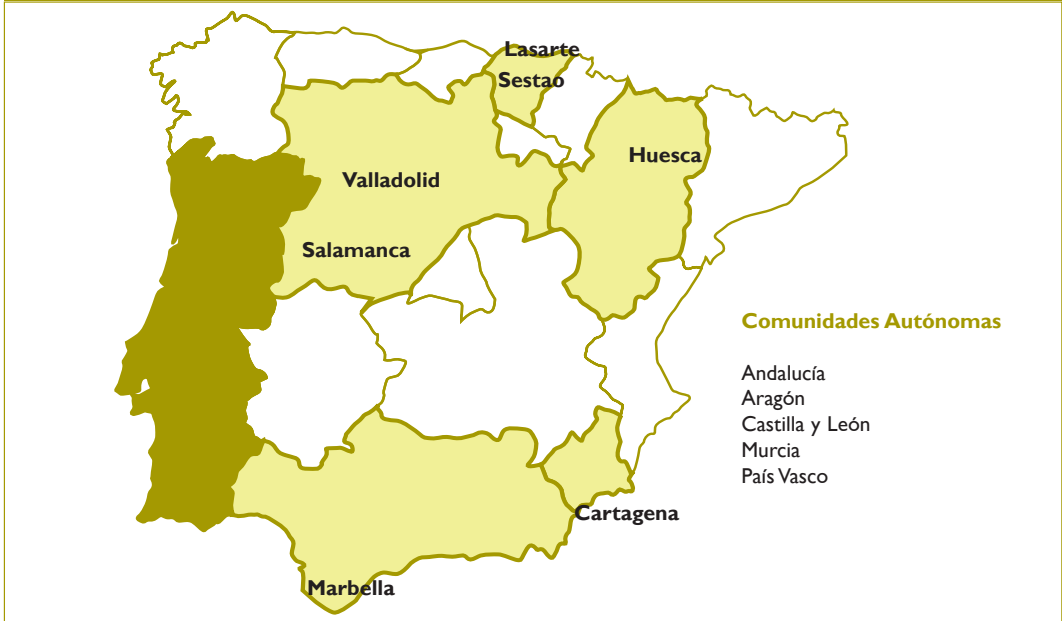 Lasarte
Sestao
Huesca
Valladolid
Salamanca
Comunidades Autónomas
Andalucía
Aragón
Castilla y León
Murcia
País Vasco
Cartagena
Marbella